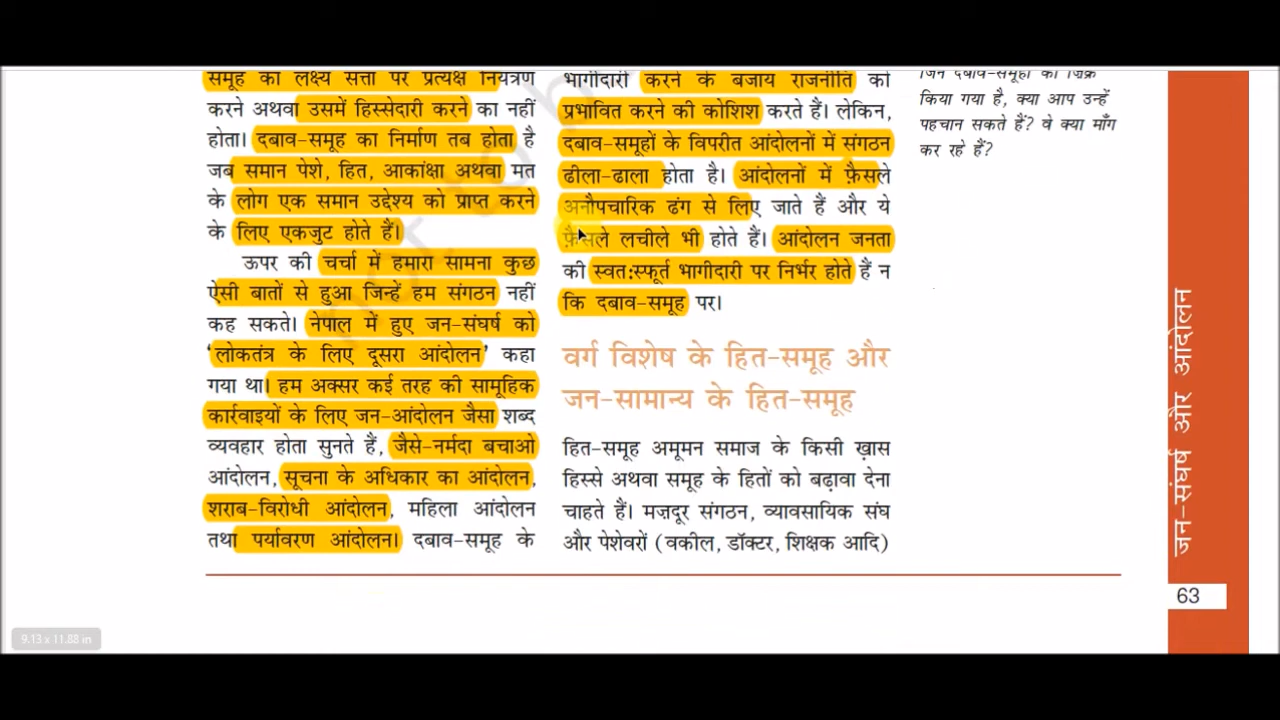 समूह का लक्ष्य सत्ता पर प्रत्यक्ष नियंत्रण
करने अथवा उसमें हिस्सेदारी करने का नहीं
होता। दबाव-समूह का निर्माण तब होता है
जब समान पेशे, हित, आकांक्षा अथवा मत
के लोग एक समान उद्देश्य को प्राप्त करने
के लिए एकजुट होते हैं।
ऊपर की चर्चा में हमारा सामना कुछ
ऐसी बातों से हुआ जिन्हें हम संगठन नहीं
कह सकते। नेपाल में हुए जन-संघर्ष को
'लोकतंत्र के लिए दूसरा आंदोलन' कहा
गया था। हम अक्सर कई तरह की सामूहिक
कार्रवाइयों के लिए जन-आंदोलन जैसा शब्द
व्यवहार होता सुनते हैं, जैसे-नर्मदा बचाओ
आंदोलन, सूचना के अधिकार का आंदोलन,
शराब-विरोधी आंदोलन, महिला आंदोलन
तथा पर्यावरण आंदोलन। दबाव-समूह के
भागीदारी करने के बजाय राजनीति को
प्रभावित करने की कोशिश करते हैं। लेकिन,
दबाव-समूहों के विपरीत आंदोलनों में संगठन
ढीला-ढाला होता है। आंदोलनों में फ़ैसले
अनौपचारिक ढंग से लिए जाते हैं और ये
फ़ैसले लचीले भी होते हैं। आंदोलन जनता
की स्वत:स्फूर्त भागीदारी पर निर्भर होते हैं न
कि दबाव-समूह पर।
वर्ग विशेष के हित-समूह और
जन-सामान्य के हित-समूह
हित-समूह अमूमन समाज के किसी ख़ास
हिस्से अथवा समूह के हितों को बढ़ावा देना
चाहते हैं। मजदूर संगठन, व्यावसायिक संघ
और पेशेवरों (वकील, डॉक्टर, शिक्षक आदि)
जिन दबाव-समूहों का ज़िक्र
किया गया है, क्या आप उन्हें
पहचान सकते हैं? वे क्या माँग
कर रहे हैं?
जन-संघर्ष और आंदोलन
63
9.13 x 11.88 in